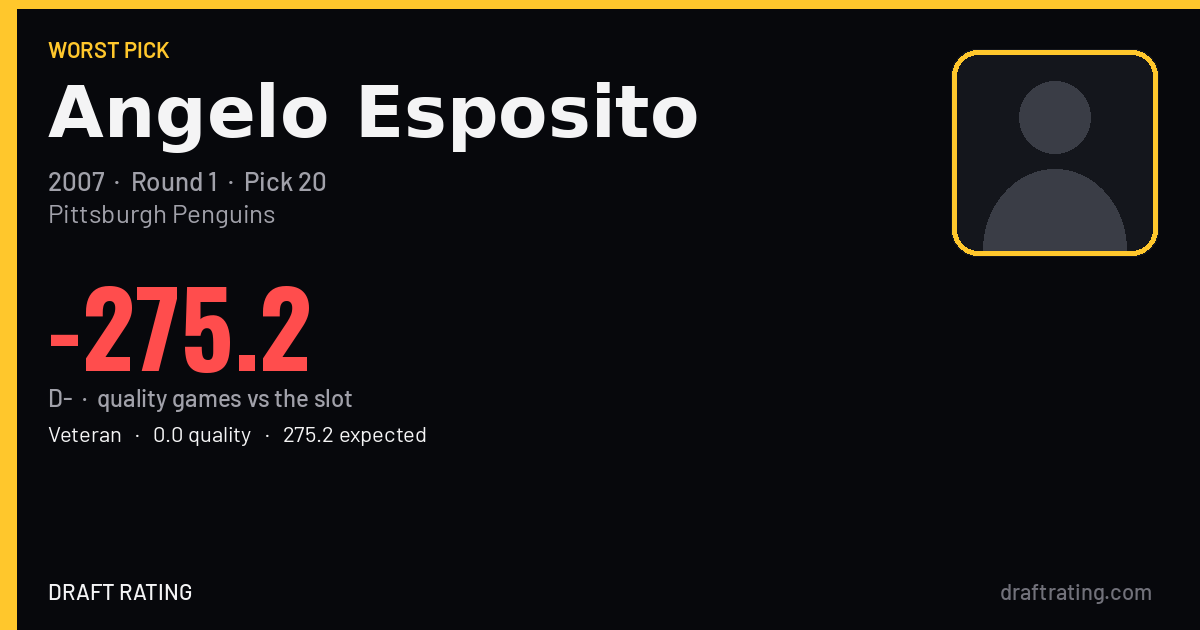 WORST PICK
Angelo Esposito
2007 · Round 1 · Pick 20
Pittsburgh Penguins
-275.2
D- · quality games vs the slot
Veteran · 0.0 quality · 275.2 expected
DRAFT RATING
draftrating.com